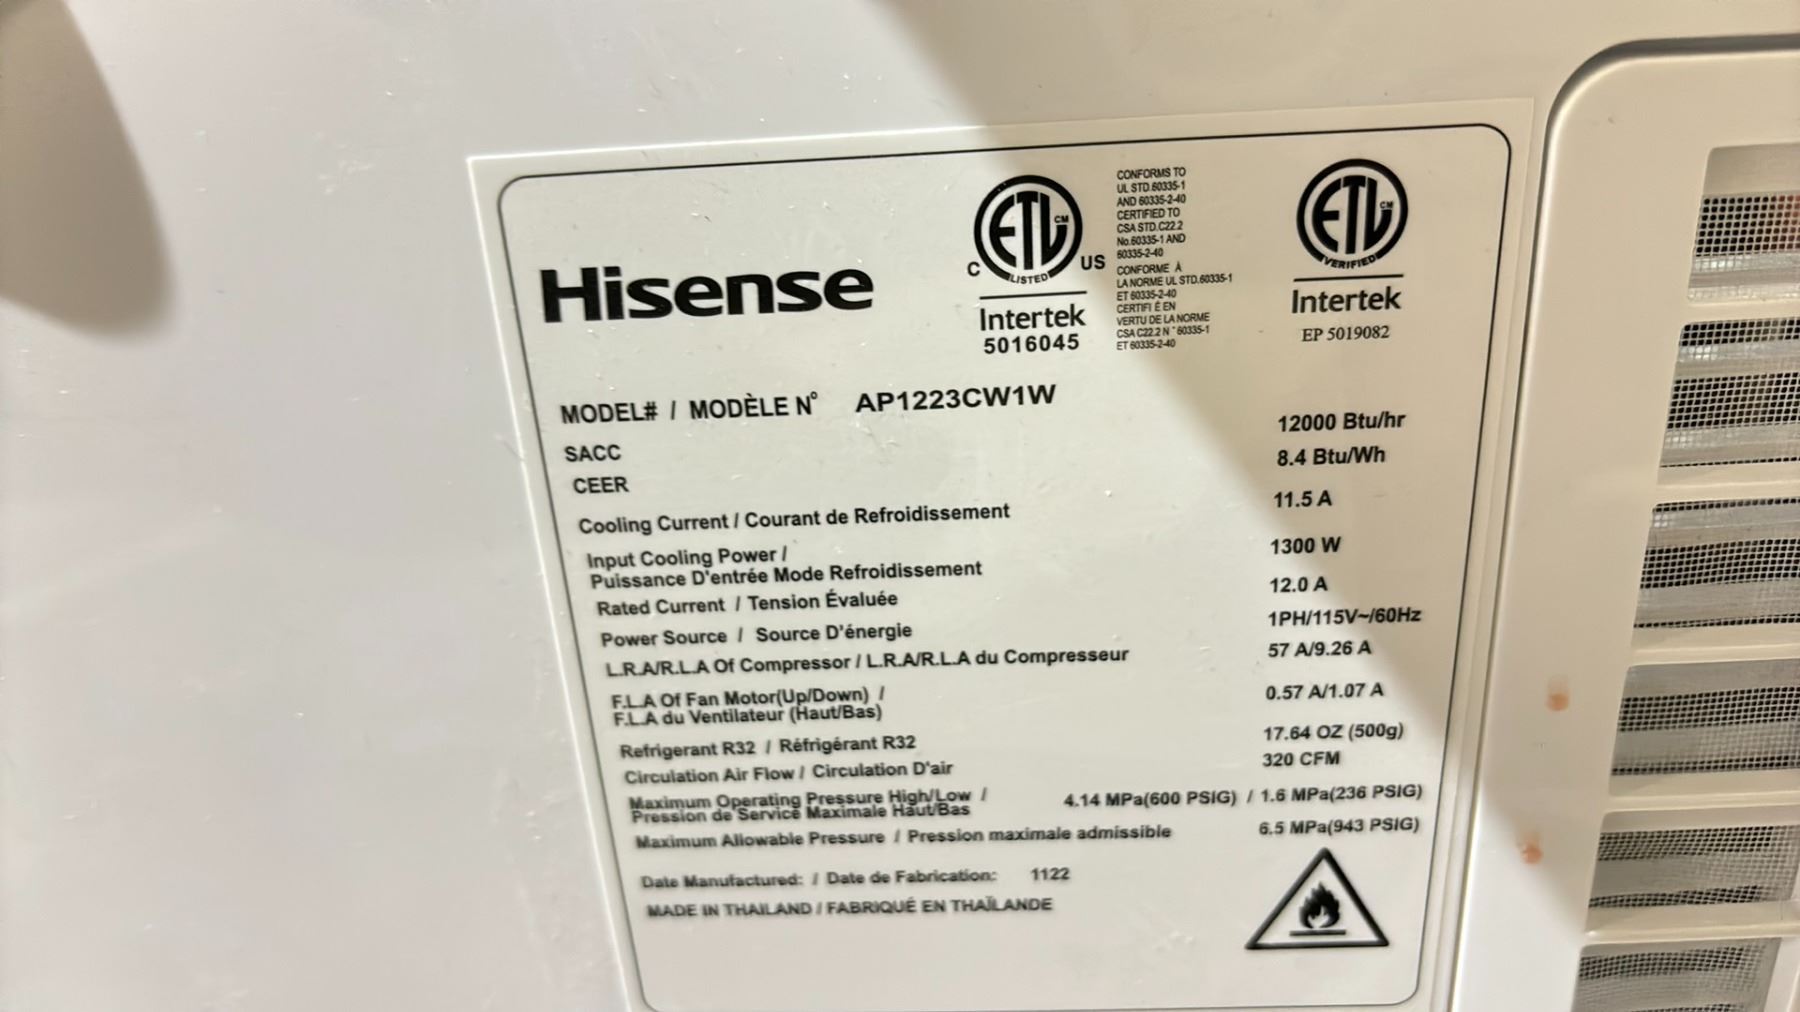 Hisense
ETL CM
LISTED
C US
Intertek
5016045
CONFORMS TO
UL STD.60335-1
AND 60335-2-40
CERTIFIED TO
CSA STD.C22.2
No.60335-1 AND
60335-2-40
CONFORME À
LA NORME UL STD.60335-1
ET 60335-2-40
CERTIFI É EN
VERTU DE LA NORME
CSA C22.2 N ° 60335-1
ET 60335-2-40
ETL CM
VERIFIED
Intertek
EP 5019082
MODEL# / MODÈLE N° AP1223CW1W
SACC 12000 Btu/hr
CEER 8.4 Btu/Wh
Cooling Current / Courant de Refroidissement 11.5 A
Input Cooling Power /
Puissance D'entrée Mode Refroidissement 1300 W
Rated Current / Tension Évaluée 12.0 A
Power Source / Source D'énergie 1PH/115V~/60Hz
L.R.A/R.L.A Of Compressor / L.R.A/R.L.A du Compresseur 57 A/9.26 A
F.L.A Of Fan Motor(Up/Down) /
F.L.A du Ventilateur (Haut/Bas) 0.57 A/1.07 A
Refrigerant R32 / Réfrigérant R32 17.64 OZ (500g)
Circulation Air Flow / Circulation D'air 320 CFM
Maximum Operating Pressure High/Low /
Pression de Service Maximale Haut/Bas 4.14 MPa(600 PSIG) / 1.6 MPa(236 PSIG)
Maximum Allowable Pressure / Pression maximale admissible 6.5 MPa(943 PSIG)
Date Manufactured: / Date de Fabrication: 1122
MADE IN THAILAND / FABRIQUÉ EN THAÏLANDE